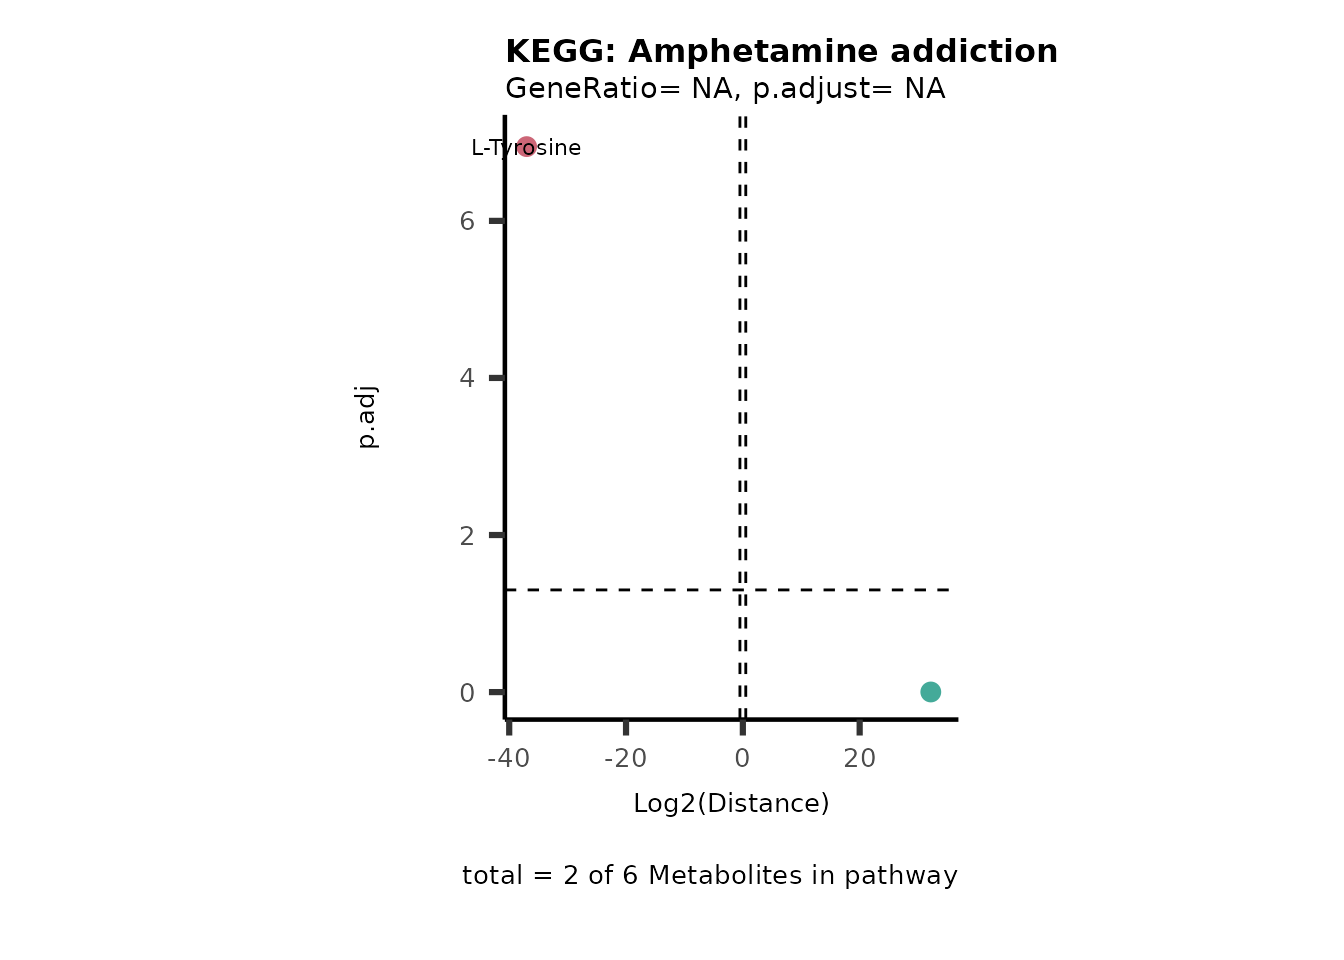 KEGG: Amphetamine addiction
GeneRatio= NA, p.adjust= NA
L-Tyrosine
6
4
2
0
p.adj
-40
-20
0
20
Log2(Distance)
total = 2 of 6 Metabolites in pathway